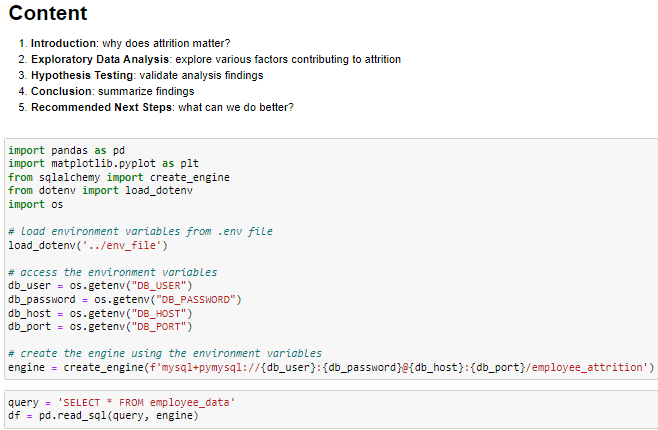 Content
1. Introduction: why does attrition matter?
2. Exploratory Data Analysis: explore various factors contributing to attrition
3. Hypothesis Testing: validate analysis findings
4. Conclusion: summarize findings
5. Recommended Next Steps: what can we do better?
import pandas as pd
import matplotlib.pyplot as plt
from sqlalchemy import create_engine
from dotenv import load_dotenv
import os
# load environment variables from .env file
load_dotenv('../env_file')
# access the environment variables
db_user = os.getenv("DB_USER")
db_password = os.getenv("DB_PASSWORD")
db_host = os.getenv("DB_HOST")
db_port = os.getenv("DB_PORT")
# create the engine using the environment variables
engine = create_engine(f'mysql+pymysql://{db_user}:{db_password}@{db_host}:{db_port}/employee_attrition')
query = 'SELECT * FROM employee_data'
df = pd.read_sql(query, engine)